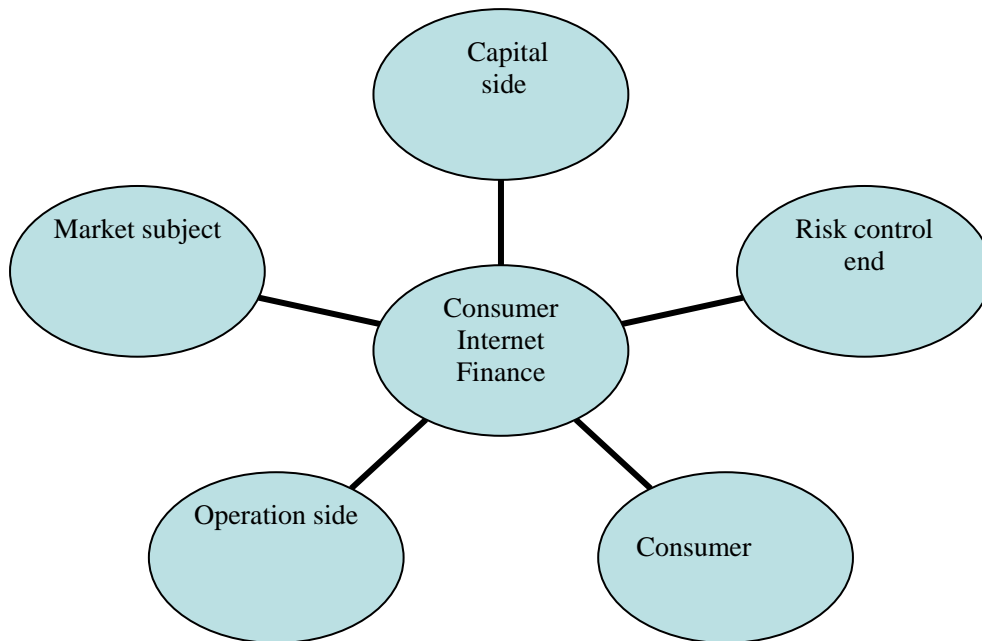 Capital
side
Market subject
Risk control
end
Consumer
Internet
Finance
Operation side
Consumer